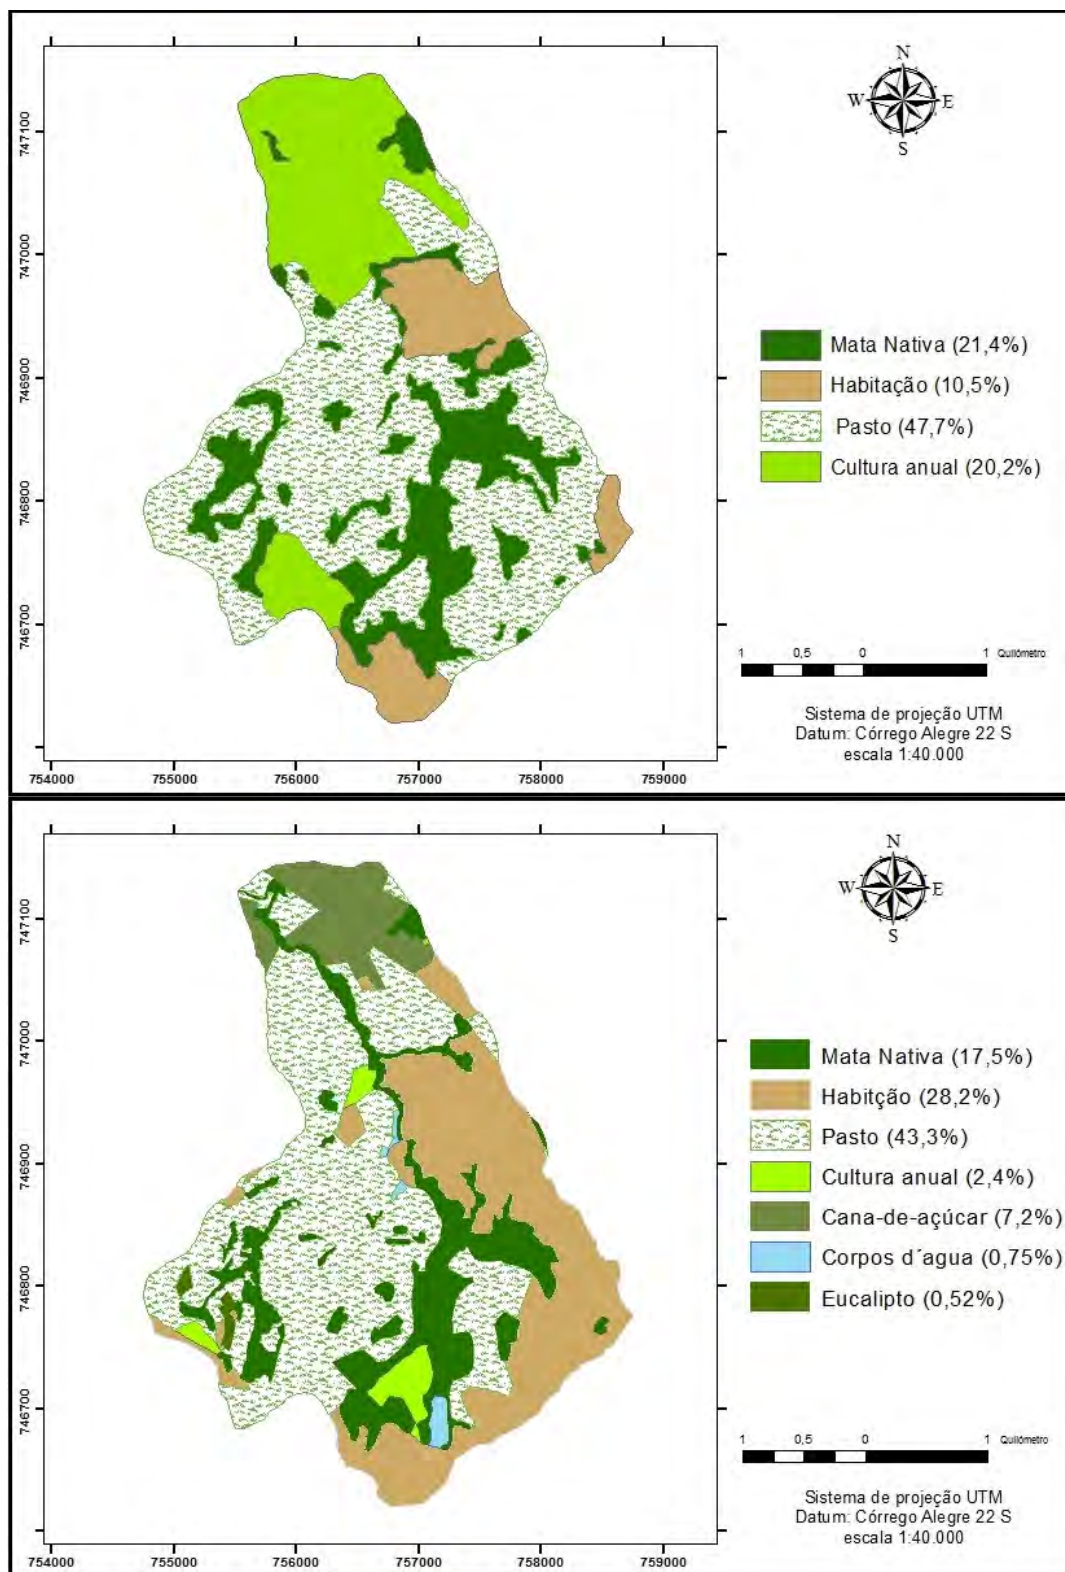 N
W E
S
747100
747000
746900
746800
746700
Mata Nativa (21,4%)
Habitação (10,5%)
Pasto (47,7%)
Cultura anual (20,2%)
1 0,5 0 1 Quilômetro
Sistema de projeção UTM
Datum: Córrego Alegre 22 S
escala 1:40.000
754000 755000 756000 757000 758000 759000
N
W E
S
747100
747000
746900
746800
746700
Mata Nativa (17,5%)
Habitção (28,2%)
Pasto (43,3%)
Cultura anual (2,4%)
Cana-de-açúcar (7,2%)
Corpos d´agua (0,75%)
Eucalipto (0,52%)
1 0,5 0 1 Quilômetro
Sistema de projeção UTM
Datum: Córrego Alegre 22 S
escala 1:40.000
754000 755000 756000 757000 758000 759000